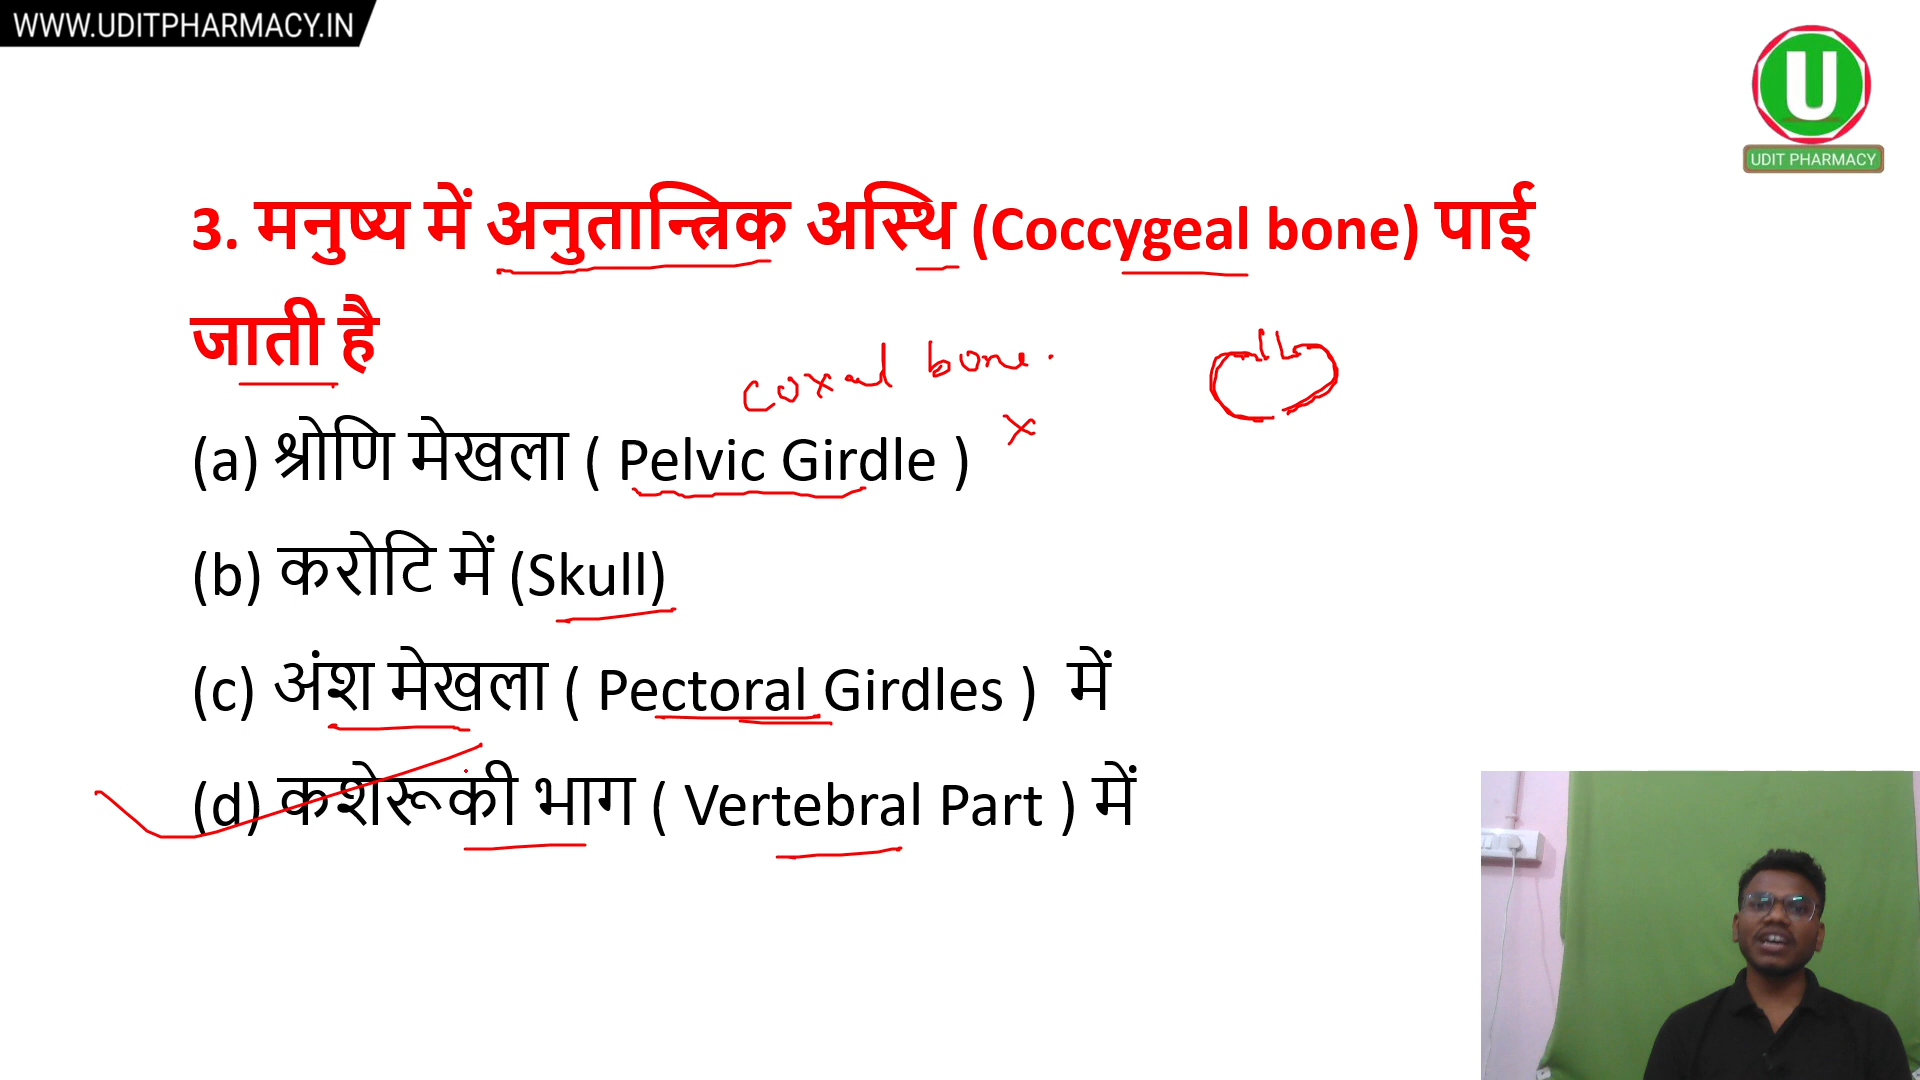 WWW.UDITPHARMACY.IN
U
UDIT PHARMACY
3. मनुष्य में अनुतान्त्रिक अस्थि (Coccygeal bone) पाई
जाती है
coxal bone.
(a) श्रोणि मेखला ( Pelvic Girdle ) x
(b) करोटि में (Skull)
(c) अंश मेखला ( Pectoral Girdles ) में
(d) कशेरूकी भाग ( Vertebral Part ) में